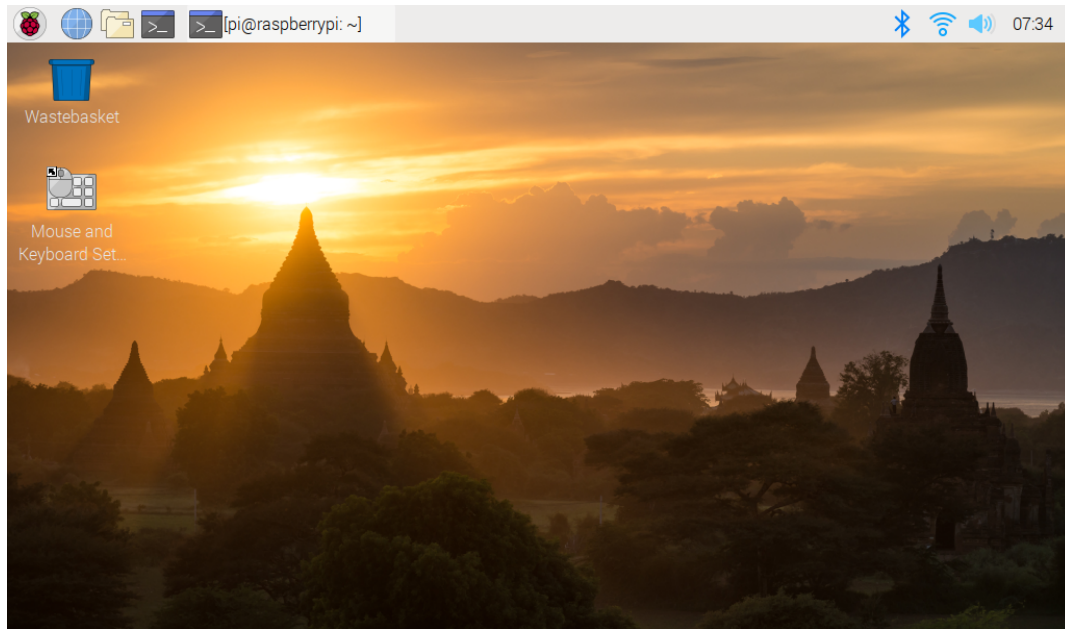 [pi@raspberrypi: ~]
07:34
Wastebasket
Mouse and
Keyboard Set...